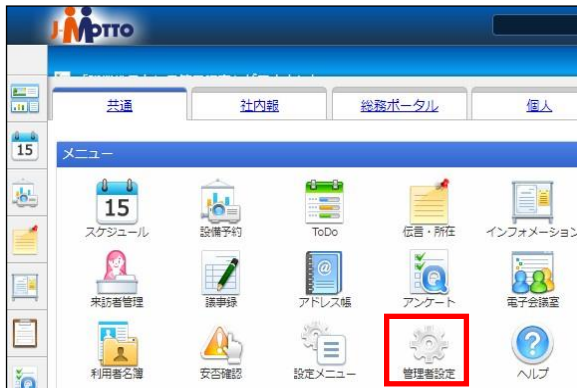 J-MOTTO
共通 社内報 総務ポータル 個人
15
メニュー
15
スケジュール 設備予約 ToDo 伝言・所在 インフォメーション
来訪者管理 議事録 アドレス帳 アンケート 電子会議室
利用者名簿 安否確認 設定メニュー 管理者設定 ヘルプ